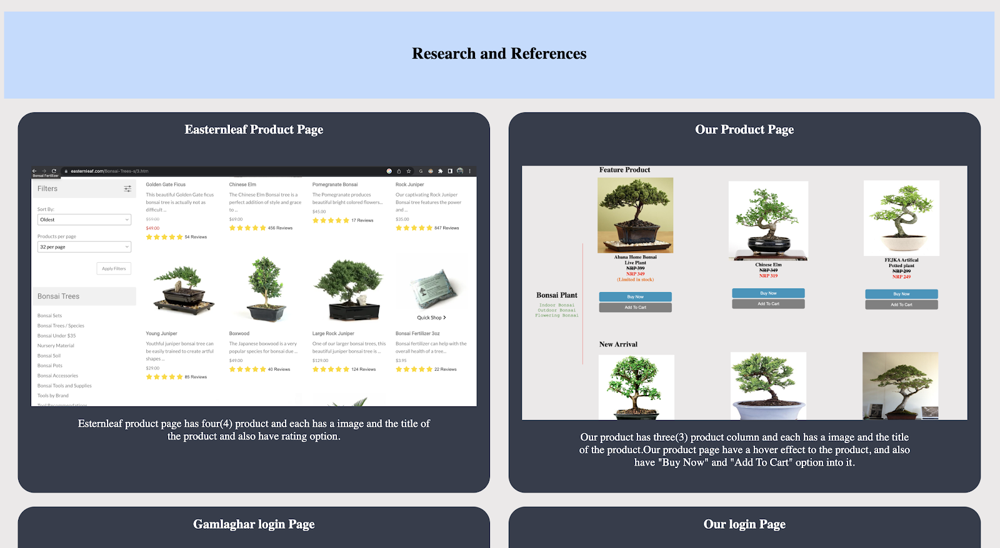 Research and References
Easternleaf Product Page
easternleaf.com/Bonsai-Trees-s/3.htm
Bonsai Fertilizer
Filters
Sort By:
Oldest
Products per page
32 per page
Apply Filters
Bonsai Trees
Bonsai Sets
Bonsai Trees / Species
Bonsai Under $35
Nursery Material
Bonsai Soil
Bonsai Pots
Bonsai Accessories
Bonsai Tools and Supplies
Tools by Brand
Tool Recommendations
Golden Gate Ficus
This beautiful Golden Gate ficus
bonsai tree is actually not as
difficult ...
$59.00
$49.00
54 Reviews
Chinese Elm
The Chinese Elm Bonsai tree is a
perfect addition of style and grace
to ...
$69.00
456 Reviews
Pomegranate Bonsai
The Pomegranate produces
beautiful bright colored flowers...
$45.00
17 Reviews
Rock Juniper
Our captivating Rock Juniper
Bonsai tree features the power
and ...
$35.00
847 Reviews
Quick Shop
Young Juniper
Youthful juniper bonsai tree can
be easily trained to create artful
shapes ...
$29.00
85 Reviews
Boxwood
The Japanese boxwood is a very
popular species for bonsai due ...
$49.00
40 Reviews
Large Rock Juniper
One of our larger bonsai trees, this
beautiful juniper bonsai tree is ...
$129.00
124 Reviews
Bonsai Fertilizer 3oz
Bonsai fertilizer can help with the
overall health of a tree...
$3.95
22 Reviews
Esternleaf product page has four(4) product and each has a image and the title of
the product and also have rating option.
Our Product Page
Feature Product
Bonsai Plant
Indoor Bonsai
Outdoor Bonsai
Flowering Bonsai
Abana Home Bonsai
Live Plant
NRP 399
NRP 349
(Limited in stock)
Buy Now
Add To Cart
Chinese Elm
NRP 349
NRP 319
Buy Now
Add To Cart
FEJKA Artifical
Potted plant
NRP 299
NRP 249
Buy Now
Add To Cart
New Arrival
Our product has three(3) product column and each has a image and the title
of the product.Our product page have a hover effect to the product, and also
have "Buy Now" and "Add To Cart" option into it.
Gamlaghar login Page
Our login Page